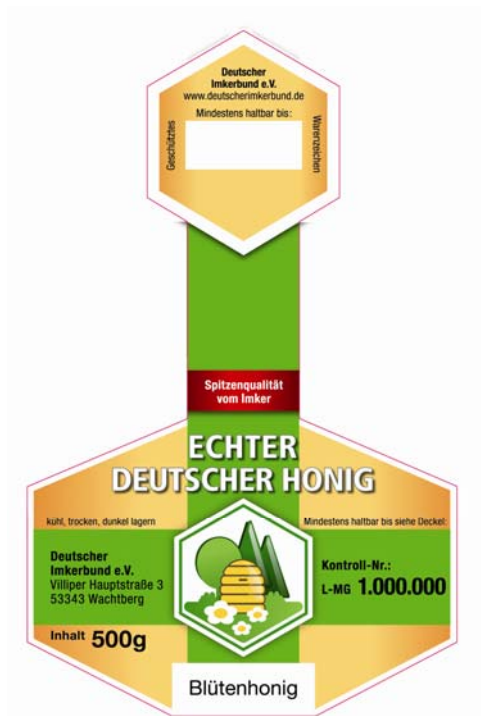 Deutscher
Imkerbund e.V.
www.deutscherimkerbund.de
Mindestens haltbar bis:
Geschütztes
Warenzeichen
Spitzenqualität
vom Imker
ECHTER
DEUTSCHER HONIG
kühl, trocken, dunkel lagern
Mindestens haltbar bis siehe Deckel:
Deutscher
Imkerbund e.V.
Villiper Hauptstraße 3
53343 Wachtberg
Kontroll-Nr.:
L-MG 1.000.000
Inhalt 500g
Blütenhonig